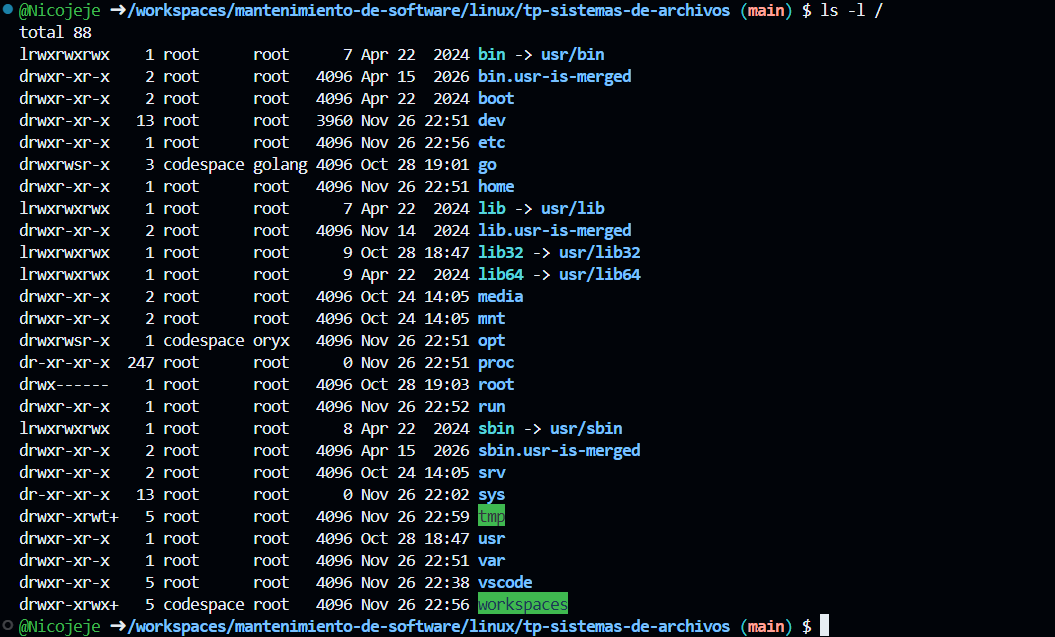 @Nicojeje ➜/workspaces/mantenimiento-de-software/linux/tp-sistemas-de-archivos (main) $ ls -l /
total 88
lrwxrwxrwx   1 root      root      7 Apr 22  2024 bin -> usr/bin
drwxr-xr-x   2 root      root   4096 Apr 15  2026 bin.usr-is-merged
drwxr-xr-x   2 root      root   4096 Apr 22  2024 boot
drwxr-xr-x  13 root      root   3960 Nov 26 22:51 dev
drwxr-xr-x   1 root      root   4096 Nov 26 22:56 etc
drwxrwsr-x   3 codespace golang 4096 Oct 28 19:01 go
drwxr-xr-x   1 root      root   4096 Nov 26 22:51 home
lrwxrwxrwx   1 root      root      7 Apr 22  2024 lib -> usr/lib
drwxr-xr-x   2 root      root   4096 Nov 14  2024 lib.usr-is-merged
lrwxrwxrwx   1 root      root      9 Oct 28 18:47 lib32 -> usr/lib32
lrwxrwxrwx   1 root      root      9 Apr 22  2024 lib64 -> usr/lib64
drwxr-xr-x   2 root      root   4096 Oct 24 14:05 media
drwxr-xr-x   2 root      root   4096 Oct 24 14:05 mnt
drwxrwsr-x   1 codespace oryx   4096 Nov 26 22:51 opt
dr-xr-xr-x 247 root      root      0 Nov 26 22:51 proc
drwx------   1 root      root   4096 Oct 28 19:03 root
drwxr-xr-x   1 root      root   4096 Nov 26 22:52 run
lrwxrwxrwx   1 root      root      8 Apr 22  2024 sbin -> usr/sbin
drwxr-xr-x   2 root      root   4096 Apr 15  2026 sbin.usr-is-merged
drwxr-xr-x   2 root      root   4096 Oct 24 14:05 srv
dr-xr-xr-x  13 root      root      0 Nov 26 22:02 sys
drwxr-xrwt+  5 root      root   4096 Nov 26 22:59 tmp
drwxr-xr-x   1 root      root   4096 Oct 28 18:47 usr
drwxr-xr-x   1 root      root   4096 Nov 26 22:51 var
drwxr-xr-x   5 root      root   4096 Nov 26 22:38 vscode
drwxr-xrwx+  5 codespace root   4096 Nov 26 22:56 workspaces
@Nicojeje ➜/workspaces/mantenimiento-de-software/linux/tp-sistemas-de-archivos (main) $